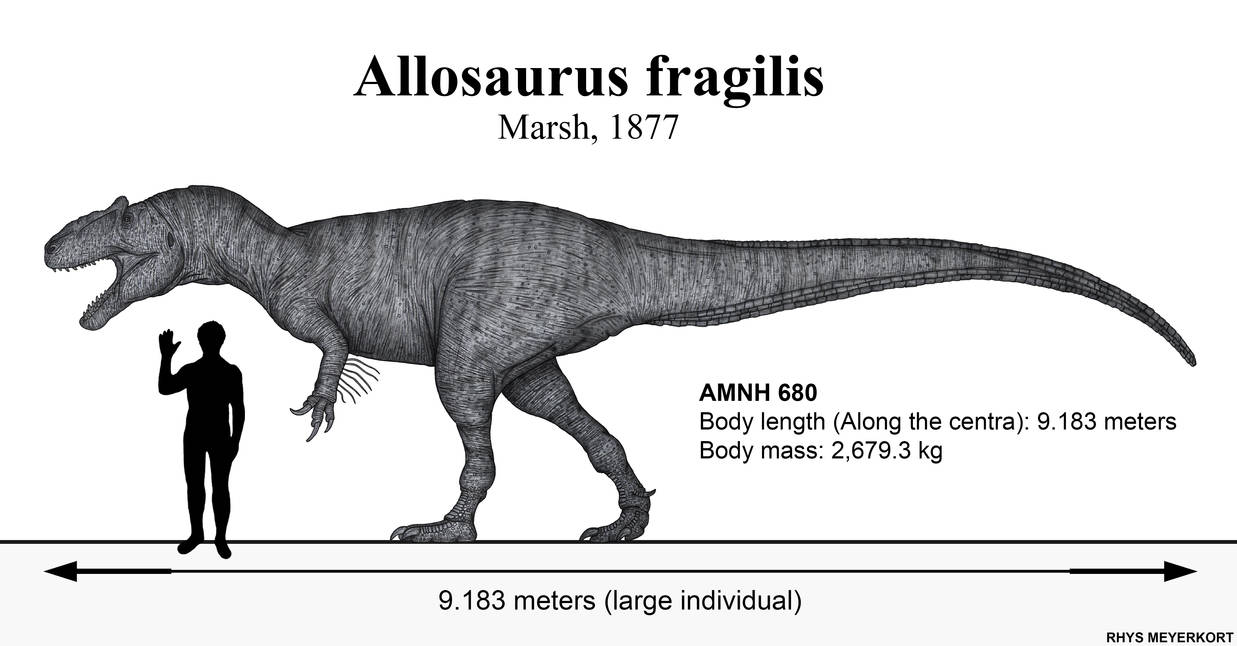 Allosaurus fragilis
Marsh, 1877
AMNH 680
Body length (Along the centra): 9.183 meters
Body mass: 2,679.3 kg
9.183 meters (large individual)
RHYS MEYERKORT